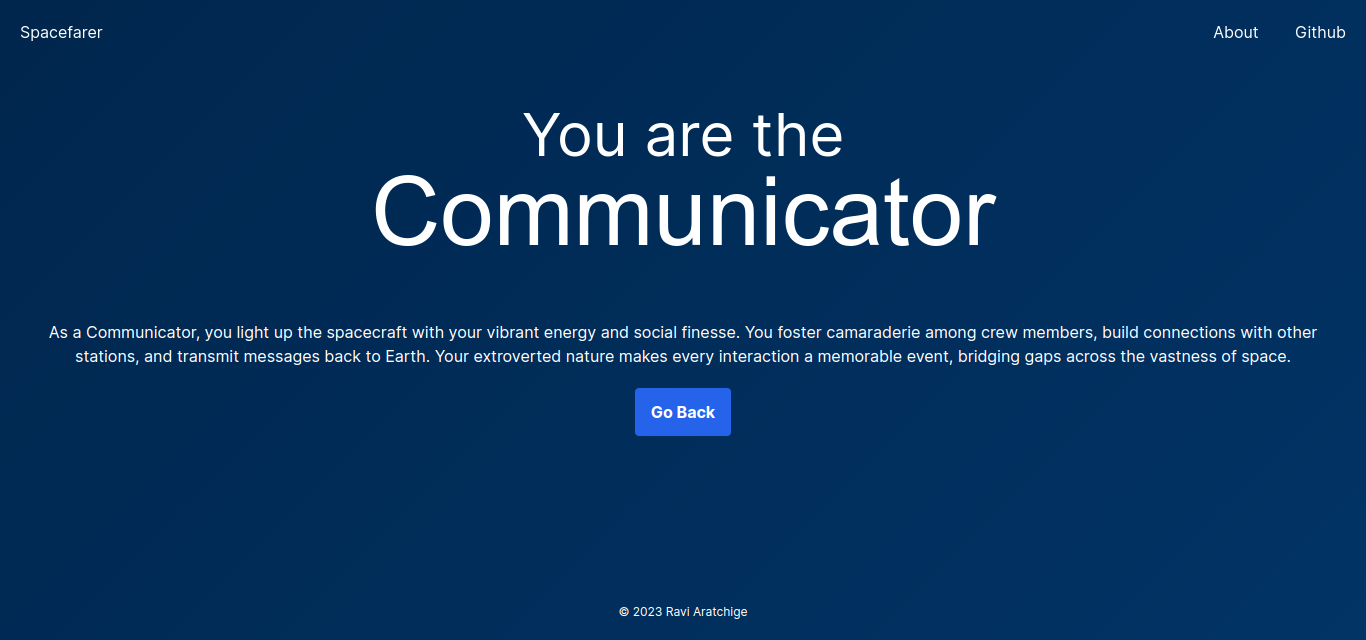 Spacefarer
About
Github
You are the
Communicator
As a Communicator, you light up the spacecraft with your vibrant energy and social finesse. You foster camaraderie among crew members, build connections with other
stations, and transmit messages back to Earth. Your extroverted nature makes every interaction a memorable event, bridging gaps across the vastness of space.
Go Back
© 2023 Ravi Aratchige